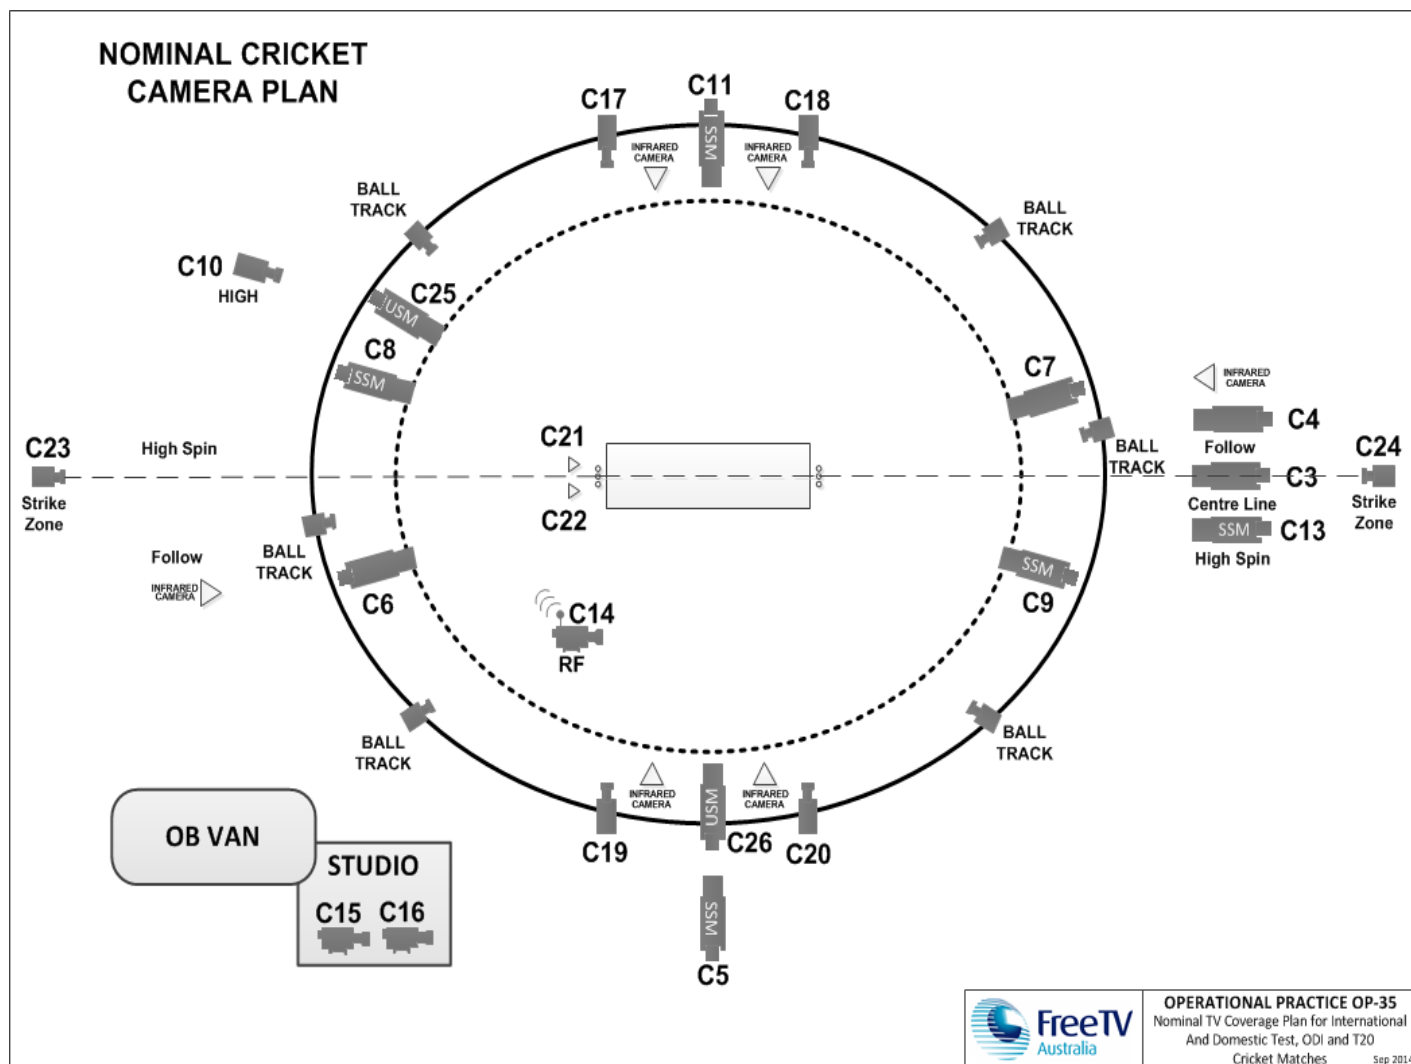 NOMINAL CRICKET
CAMERA PLAN
C17
C11
C18
SSM
INFRARED
CAMERA
INFRARED
CAMERA
BALL
TRACK
BALL
TRACK
C10
HIGH
C25
USM
C8
SSM
C7
INFRARED
CAMERA
C4
Follow
C23
High Spin
Strike
Zone
C21
C22
BALL
TRACK
C3
Centre Line
C24
Strike
Zone
SSM
C13
High Spin
Follow
INFRARED
CAMERA
BALL
TRACK
C6
SSM
C9
C14
RF
BALL
TRACK
BALL
TRACK
INFRARED
CAMERA
INFRARED
CAMERA
USM
C19
C26
C20
OB VAN
STUDIO
C15
C16
SSM
C5
FreeTV
Australia
OPERATIONAL PRACTICE OP-35
Nominal TV Coverage Plan for International
And Domestic Test, ODI and T20
Cricket Matches
Sep 2014